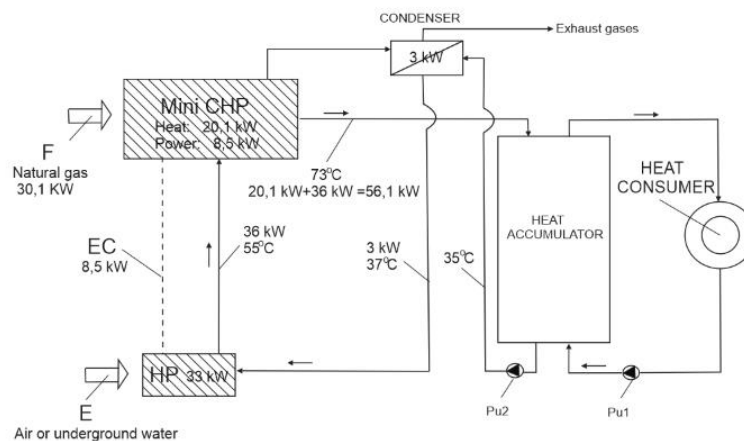 CONDENSER
Exhaust gases
3 kW
Mini CHP
Heat: 20,1 kW
Power: 8,5 kW
F
Natural gas
30,1 KW
73°C
20,1 kW+36 kW =56,1 kW
HEAT
CONSUMER
HEAT
ACCUMULATOR
EC
8,5 kW
36 kW
55°C
3 kW
37°C
35°C
HP 33 kW
E
Air or underground water
Pu2
Pu1